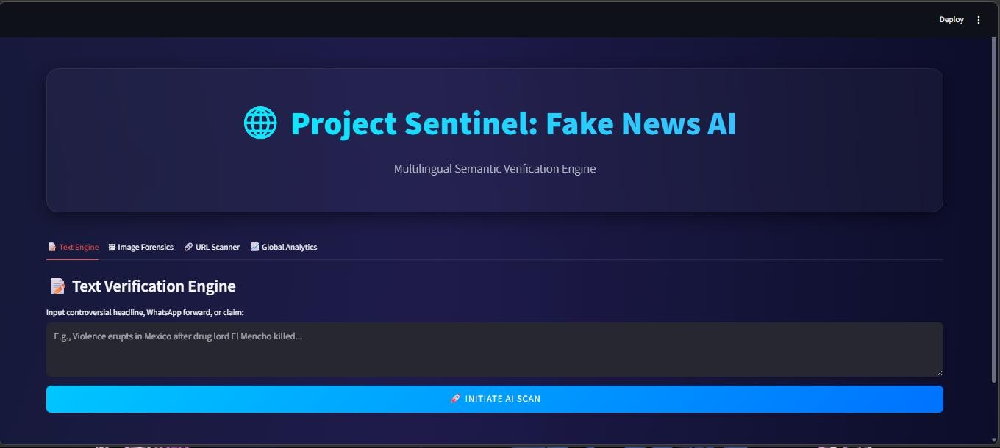 Deploy
Project Sentinel: Fake News AI
Multilingual Semantic Verification Engine
Text Engine Image Forensics URL Scanner Global Analytics
Text Verification Engine
Input controversial headline, WhatsApp forward, or claim:
E.g., Violence erupts in Mexico after drug lord El Mencho killed...
INITIATE AI SCAN